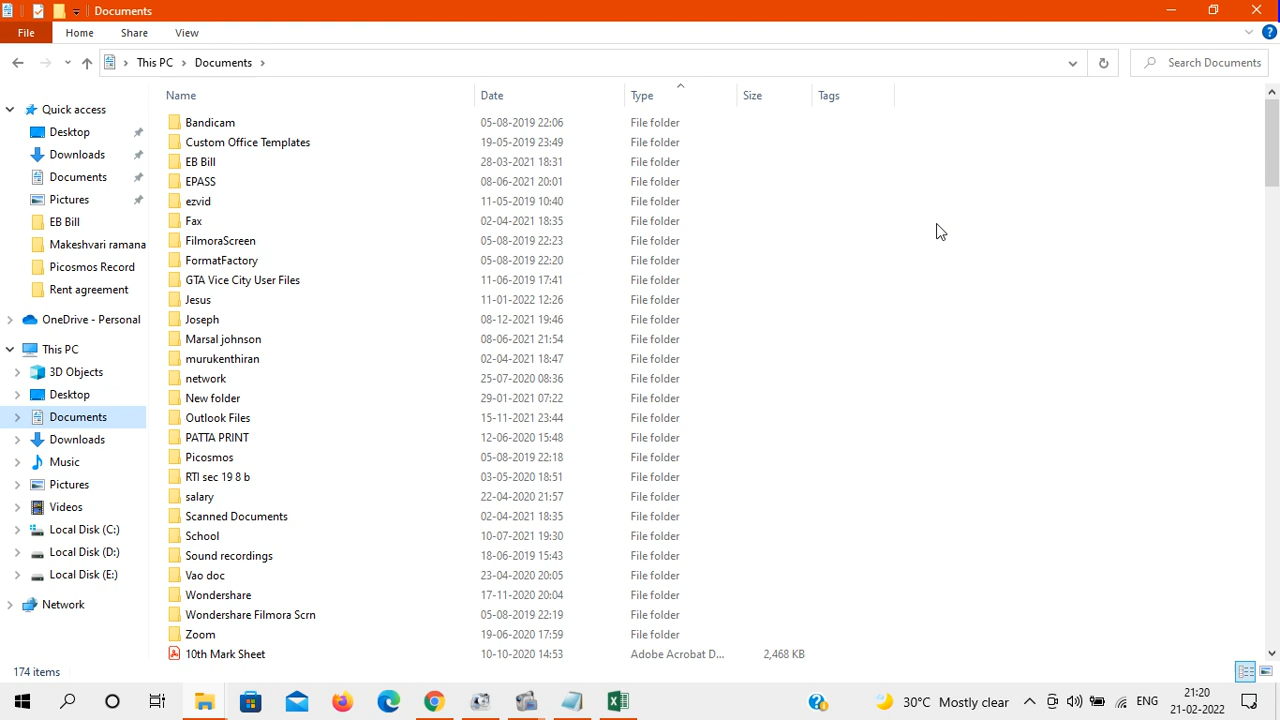 Documents
File Home Share View
This PC Documents Search Documents
Name Date Type Size Tags
Quick access
Desktop
Downloads
Documents
Pictures
EB Bill
Makeshvari ramana
Picosmos Record
Rent agreement
OneDrive - Personal
This PC
3D Objects
Desktop
Documents
Downloads
Music
Pictures
Videos
Local Disk (C:)
Local Disk (D:)
Local Disk (E:)
Network
Bandicam 05-08-2019 22:06 File folder
Custom Office Templates 19-05-2019 23:49 File folder
EB Bill 28-03-2021 18:31 File folder
EPASS 08-06-2021 20:01 File folder
ezvid 11-05-2019 10:40 File folder
Fax 02-04-2021 18:35 File folder
FilmoraScreen 05-08-2019 22:23 File folder
FormatFactory 05-08-2019 22:20 File folder
GTA Vice City User Files 11-06-2019 17:41 File folder
Jesus 11-01-2022 12:26 File folder
Joseph 08-12-2021 19:46 File folder
Marsal johnson 08-06-2021 21:54 File folder
murukenthiran 02-04-2021 18:47 File folder
network 25-07-2020 08:36 File folder
New folder 29-01-2021 07:22 File folder
Outlook Files 15-11-2021 23:44 File folder
PATTA PRINT 12-06-2020 15:48 File folder
Picosmos 05-08-2019 22:18 File folder
RTI sec 19 8 b 03-05-2020 18:51 File folder
salary 22-04-2020 21:57 File folder
Scanned Documents 02-04-2021 18:35 File folder
School 10-07-2021 19:30 File folder
Sound recordings 18-06-2019 15:43 File folder
Vao doc 23-04-2020 20:05 File folder
Wondershare 17-11-2020 20:04 File folder
Wondershare Filmora Scrn 05-08-2019 22:19 File folder
Zoom 19-06-2020 17:59 File folder
10th Mark Sheet 10-10-2020 14:53 Adobe Acrobat D... 2,468 KB
174 items
30°C Mostly clear ENG 21:20
21-02-2022